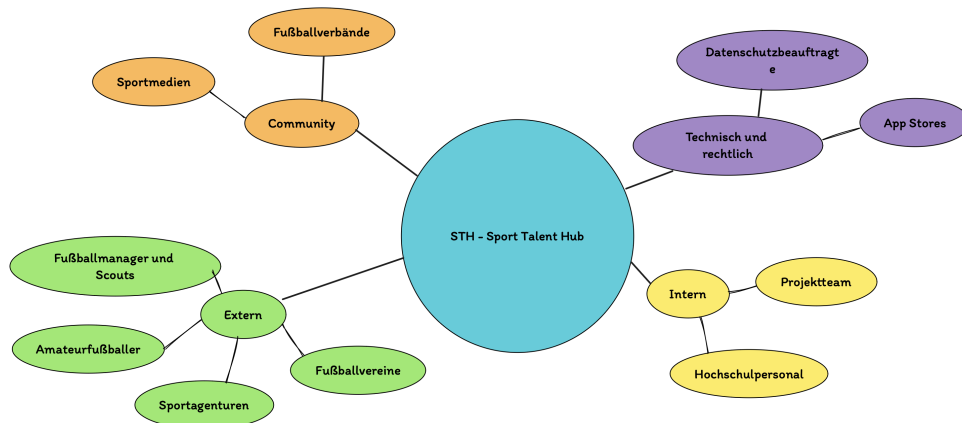 Fußballverbände
Sportmedien
Community
Datenschutzbeauftragt
e
App Stores
Technisch und
rechtlich
STH - Sport Talent Hub
Fußballmanager und
Scouts
Extern
Amateurfußballer
Sportagenturen
Fußballvereine
Intern
Projektteam
Hochschulpersonal